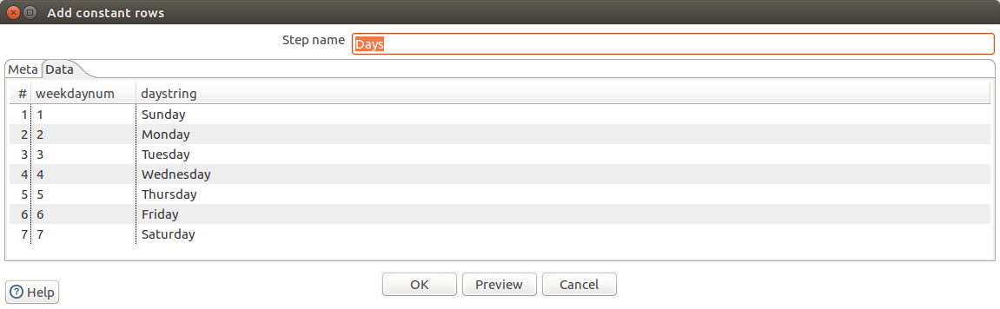 Add constant rows
Step name Days
Meta Data
# weekdaynum daystring
1 1 Sunday
2 2 Monday
3 3 Tuesday
4 4 Wednesday
5 5 Thursday
6 6 Friday
7 7 Saturday
OK Preview Cancel
Help